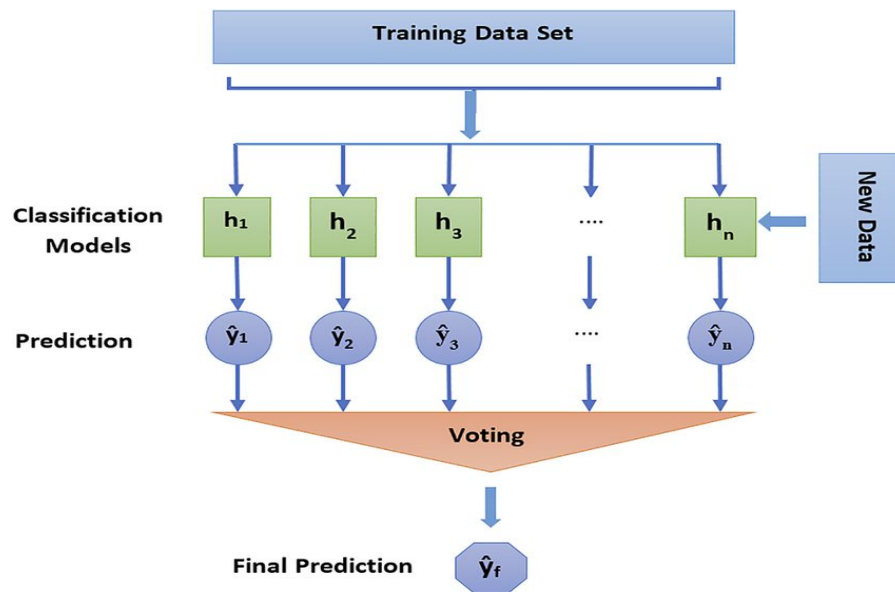 Training Data Set
Classification
Models
h₁ h₂ h₃ .... hₙ
New Data
Prediction
ŷ₁ ŷ₂ ŷ₃ .... ŷₙ
Voting
Final Prediction ŷf